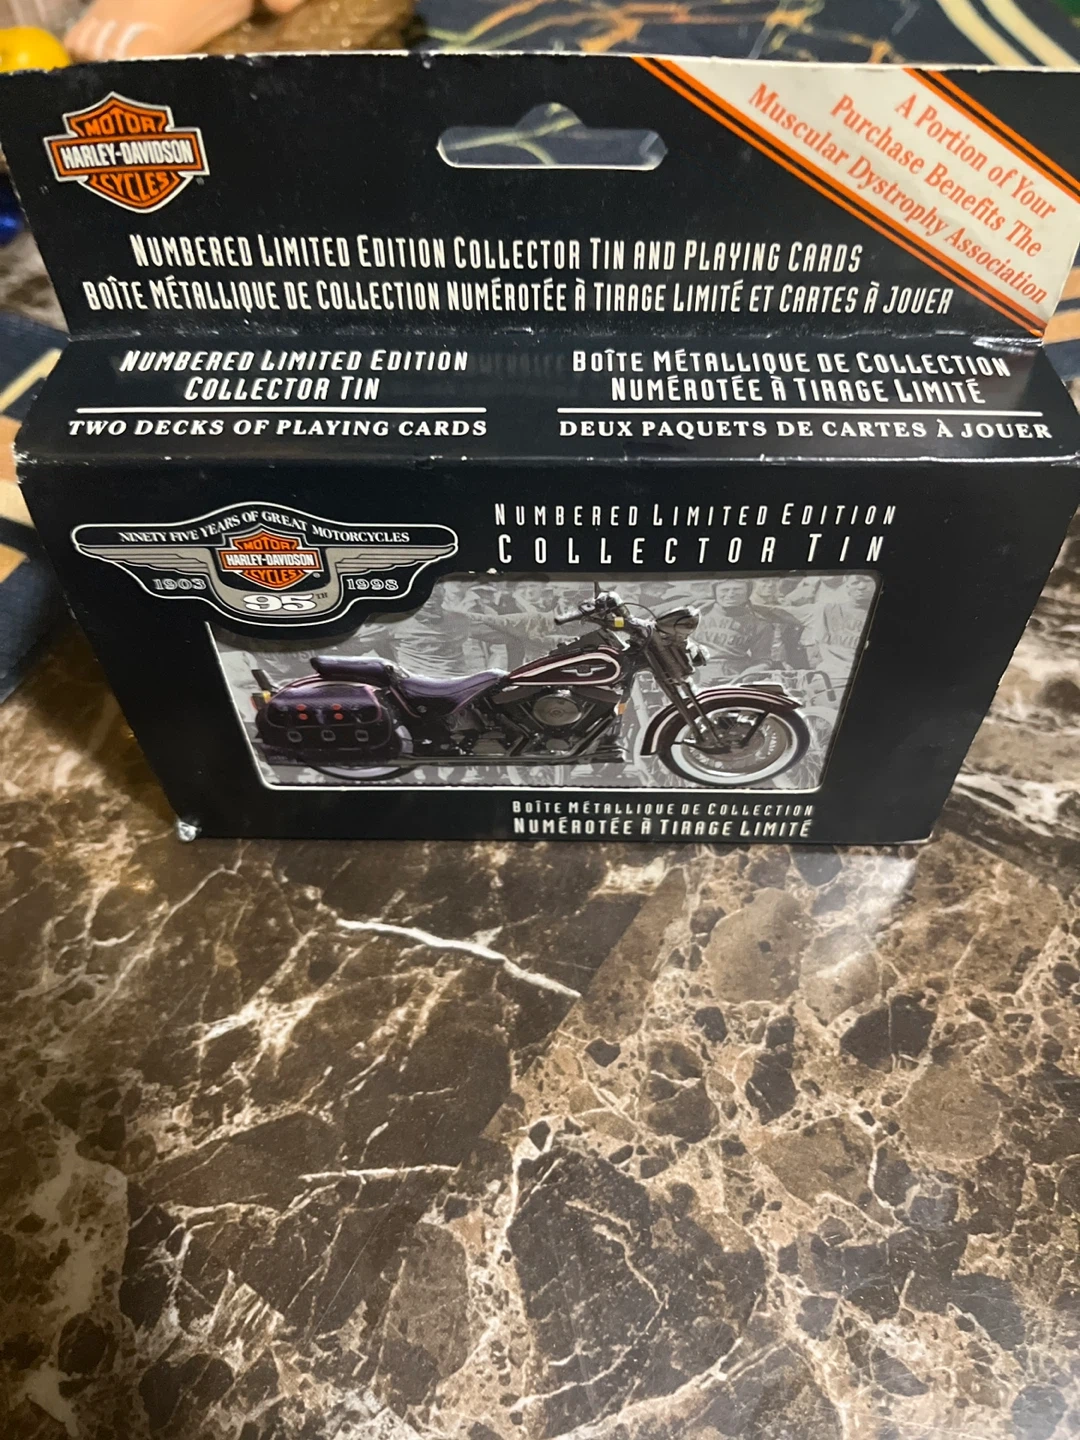 MOTOR
HARLEY-DAVIDSON
CYCLES
A Portion of Your
Purchase Benefits The
Muscular Dystrophy Association
NUMBERED LIMITED EDITION COLLECTOR TIN AND PLAYING CARDS
BOÎTE MÉTALLIQUE DE COLLECTION NUMÉROTÉE À TIRAGE LIMITÉ ET CARTES À JOUER
NUMBERED LIMITED EDITION
COLLECTOR TIN
TWO DECKS OF PLAYING CARDS
BOÎTE MÉTALLIQUE DE COLLECTION
NUMÉROTÉE À TIRAGE LIMITÉ
DEUX PAQUETS DE CARTES À JOUER
NINETY FIVE YEARS OF GREAT MOTORCYCLES
MOTOR
HARLEY-DAVIDSON
CYCLES
1903 1998
95TH
NUMBERED LIMITED EDITION
COLLECTOR TIN
BOÎTE MÉTALLIQUE DE COLLECTION
NUMÉROTÉE À TIRAGE LIMITÉ